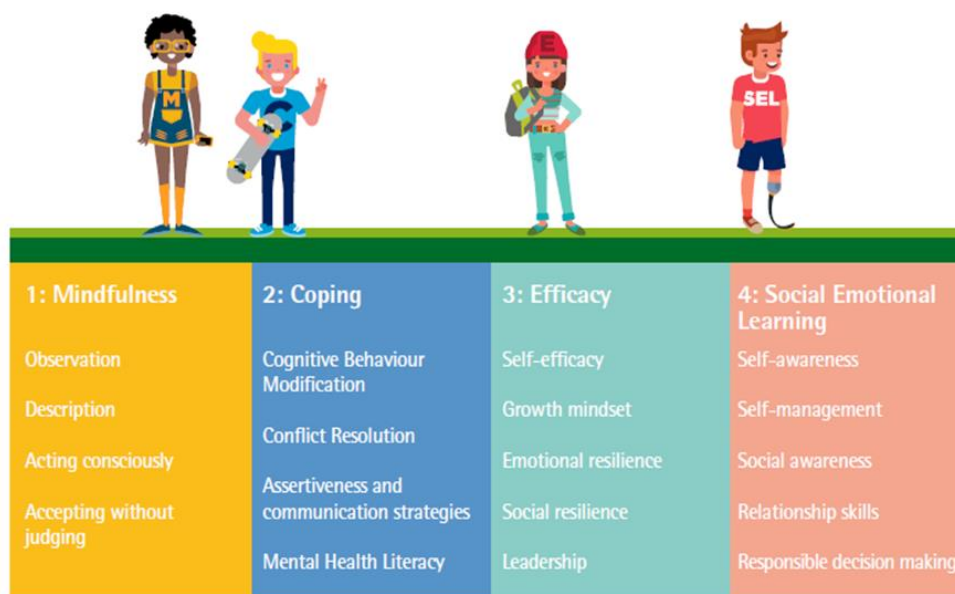 M
C
E
SEL
1: Mindfulness
Observation
Description
Acting consciously
Accepting without
judging
2: Coping
Cognitive Behaviour
Modification
Conflict Resolution
Assertiveness and
communication strategies
Mental Health Literacy
3: Efficacy
Self-efficacy
Growth mindset
Emotional resilience
Social resilience
Leadership
4: Social Emotional
Learning
Self-awareness
Self-management
Social awareness
Relationship skills
Responsible decision making